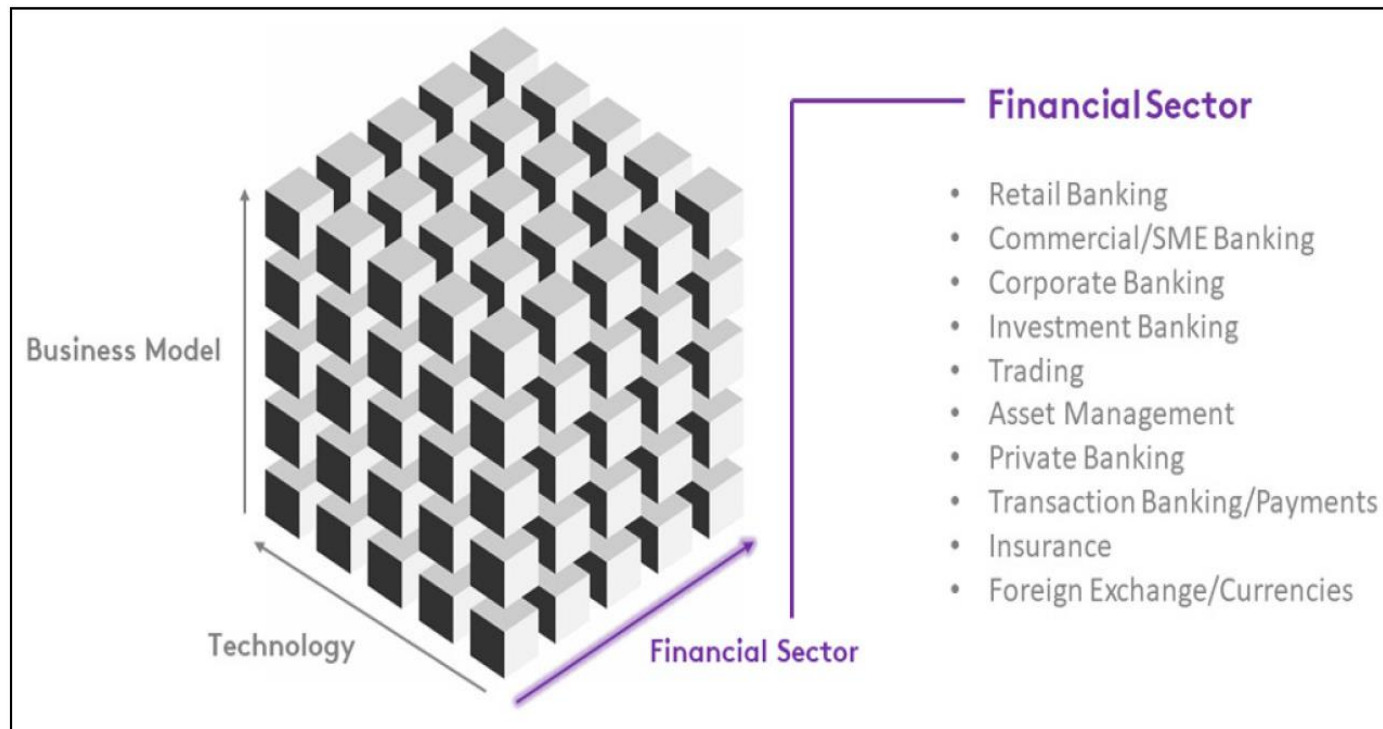 Financial Sector
• Retail Banking
• Commercial/SME Banking
• Corporate Banking
• Investment Banking
• Trading
• Asset Management
• Private Banking
• Transaction Banking/Payments
• Insurance
• Foreign Exchange/Currencies
Business Model
Technology
Financial Sector